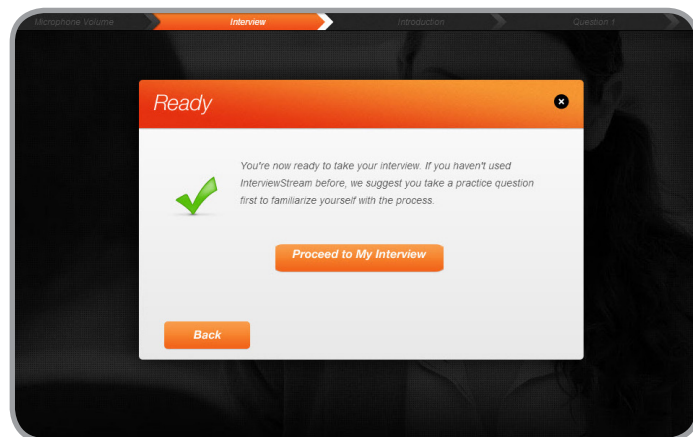 Microphone Volume
Interview
Introduction
Question 1
Ready
You're now ready to take your interview. If you haven't used
InterviewStream before, we suggest you take a practice question
first to familiarize yourself with the process.
Proceed to My Interview
Back